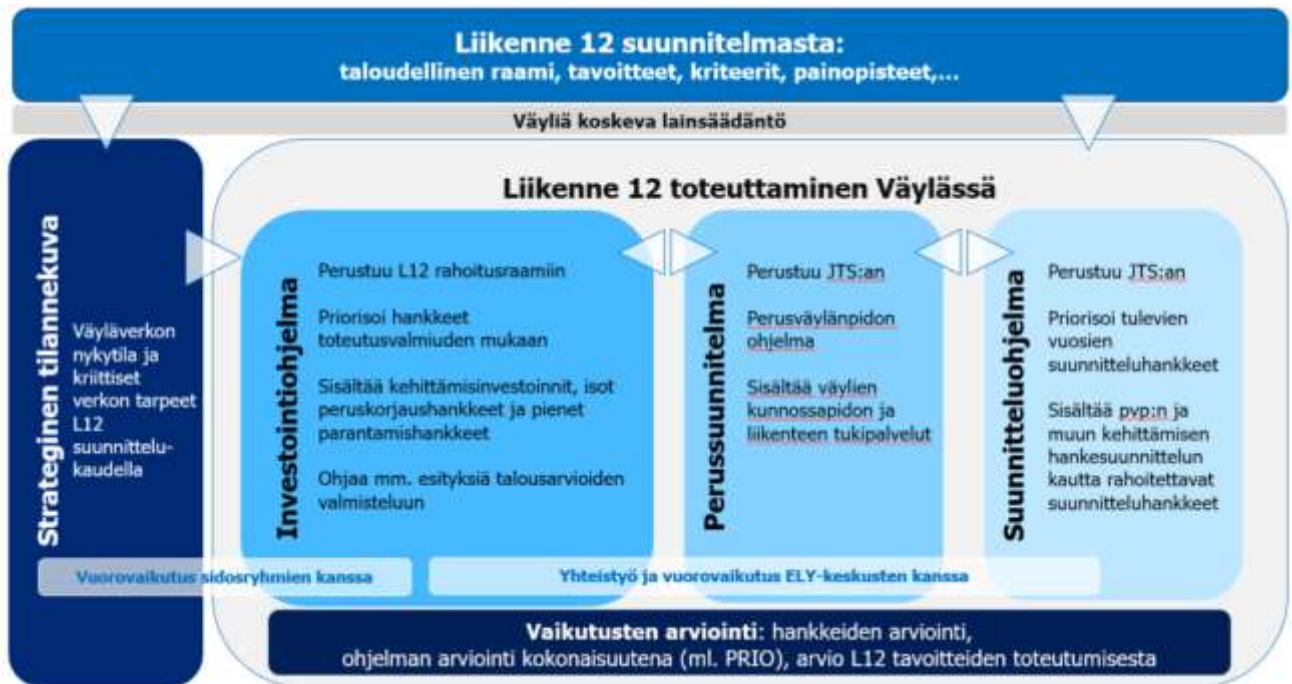 Liikenne 12 suunnitelmasta:
taloudellinen raami, tavoitteet, kriteerit, painopisteet,...
Väyliä koskeva lainsäädäntö
Strateginen tilannekuva
Väyläverkon
nykytila ja
kriittiset
verkon tarpeet
L12
suunnittelu-
kaudella
Liikenne 12 toteuttaminen Väylässä
Investointiohjelma
Perustuu L12 rahoitusraamiin
Priorisoi hankkeet
toteutusvalmiuden mukaan
Sisältää kehittämisinvestoinnit, isot
peruskorjaushankkeet ja pienet
parantamishankkeet
Ohjaa mm. esityksiä talousarvioiden
valmisteluun
Perussuunnitelma
Perustuu JTS:an
Perusväylänpidon
ohjelma
Sisältää väylien
kunnossapidon ja
liikenteen tukipalvelut
Suunnitteluohjelma
Perustuu JTS:an
Priorisoi tulevien
vuosien
suunnitteluhankkeet
Sisältää pvp:n ja
muun kehittämisen
hankesuunnittelun
kautta rahoitettavat
suunnitteluhankkeet
Vuorovaikutus sidosryhmien kanssa
Yhteistyö ja vuorovaikutus ELY-keskusten kanssa
Vaikutusten arviointi: hankkeiden arviointi,
ohjelman arviointi kokonaisuutena (ml. PRIO), arvio L12 tavoitteiden toteutumisesta